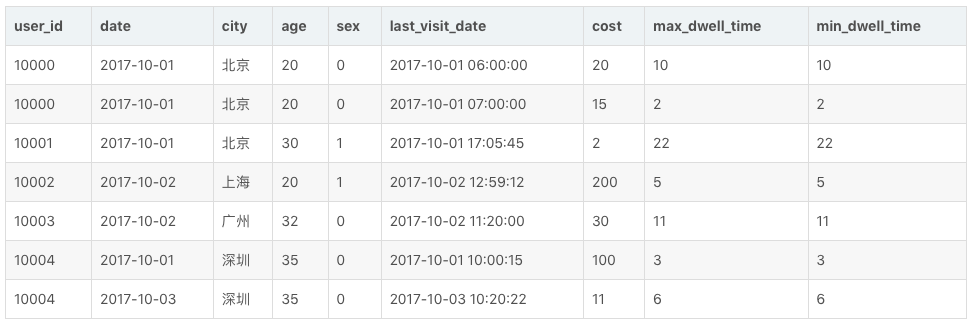 user_id date city age sex last_visit_date cost max_dwell_time min_dwell_time
10000 2017-10-01 北京 20 0 2017-10-01 06:00:00 20 10 10
10000 2017-10-01 北京 20 0 2017-10-01 07:00:00 15 2 2
10001 2017-10-01 北京 30 1 2017-10-01 17:05:45 2 22 22
10002 2017-10-02 上海 20 1 2017-10-02 12:59:12 200 5 5
10003 2017-10-02 广州 32 0 2017-10-02 11:20:00 30 11 11
10004 2017-10-01 深圳 35 0 2017-10-01 10:00:15 100 3 3
10004 2017-10-03 深圳 35 0 2017-10-03 10:20:22 11 6 6